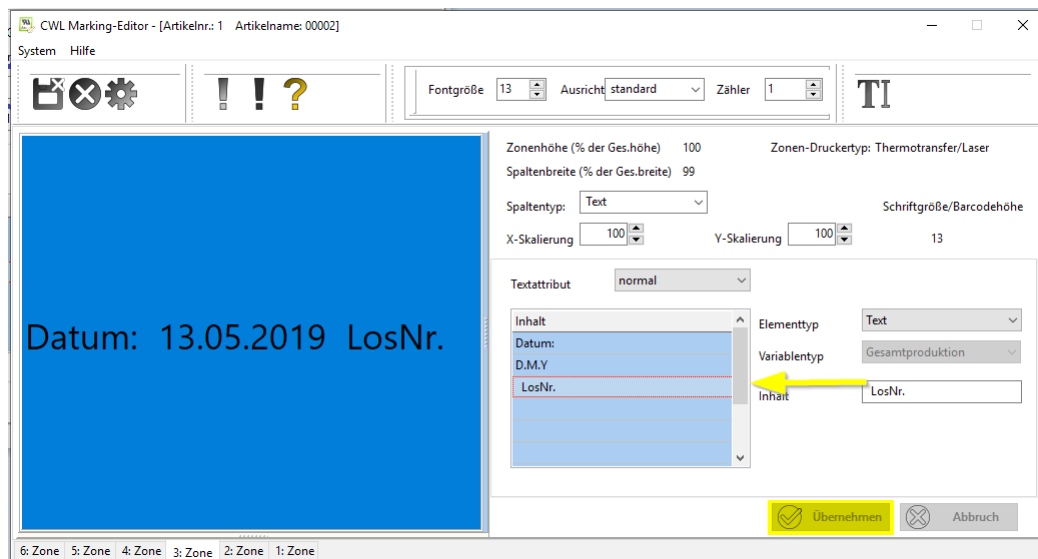 CWL Marking-Editor - [Artikelnr.: 1 Artikelname: 00002]
System Hilfe
Fontgröße 13 Ausricht standard Zähler 1
Zonenhöhe (% der Ges.höhe) 100 Zonen-Druckertyp: Thermotransfer/Laser
Spaltenbreite (% der Ges.breite) 99
Spaltentyp: Text Schriftgröße/Barcodehöhe
X-Skalierung 100 Y-Skalierung 100 13
Textattribut normal
Datum: 13.05.2019 LosNr.
Inhalt
Datum:
D.M.Y
LosNr.
Elementtyp Text
Variablentyp Gesamtproduktion
Inhalt LosNr.
Übernehmen Abbruch
6: Zone 5: Zone 4: Zone 3: Zone 2: Zone 1: Zone